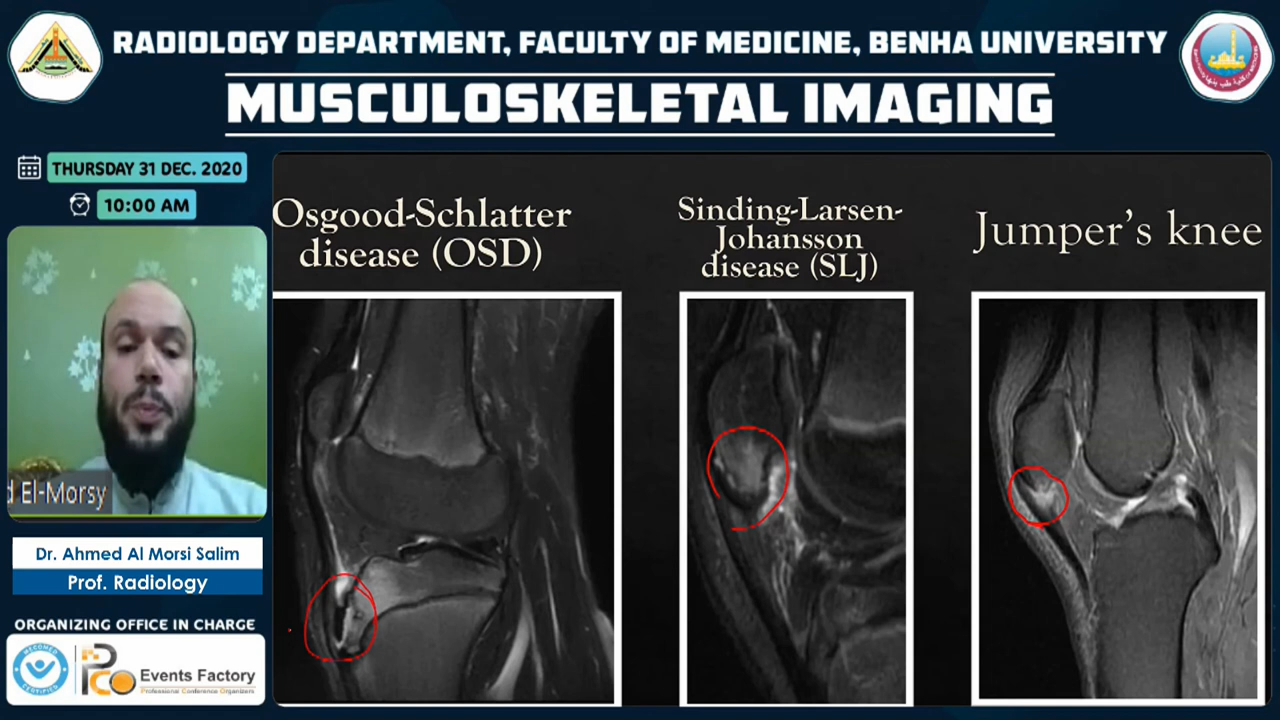 RADIOLOGY DEPARTMENT, FACULTY OF MEDICINE, BENHA UNIVERSITY
MUSCULOSKELETAL IMAGING
THURSDAY 31 DEC. 2020
10:00 AM
d El-Morsy
Dr. Ahmed Al Morsi Salim
Prof. Radiology
ORGANIZING OFFICE IN CHARGE
MECOMED
CERTIFIED
PCO
Events Factory
Professional Conference Organizers
Osgood-Schlatter
disease (OSD)
Sinding-Larsen-
Johansson
disease (SLJ)
Jumper's knee